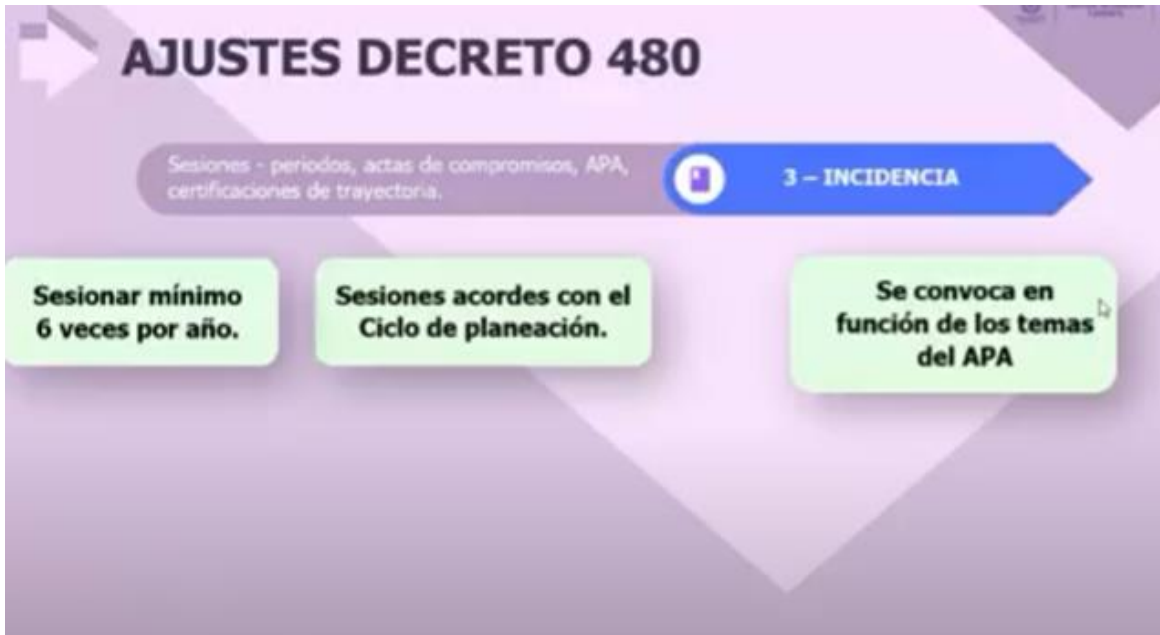 AJUSTES DECRETO 480
Sesiones - periodos, actas de compromisos, APA,
certificaciones de trayectoria.
3 – INCIDENCIA
Sesionar mínimo
6 veces por año.
Sesiones acordes con el
Ciclo de planeación.
Se convoca en
función de los temas
del APA